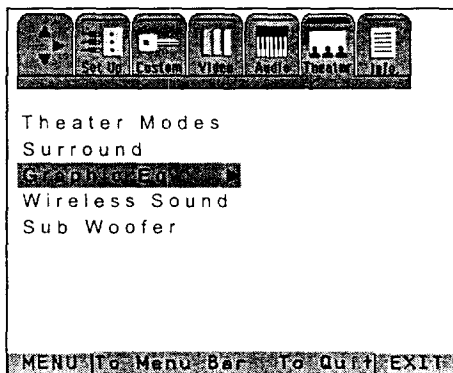 Set Up Custom Video Audio Theater Info.
Theater Modes
Surround
Graphic Eq
Wireless Sound
Sub Woofer
MENU To Menu Bar To Quit EXIT